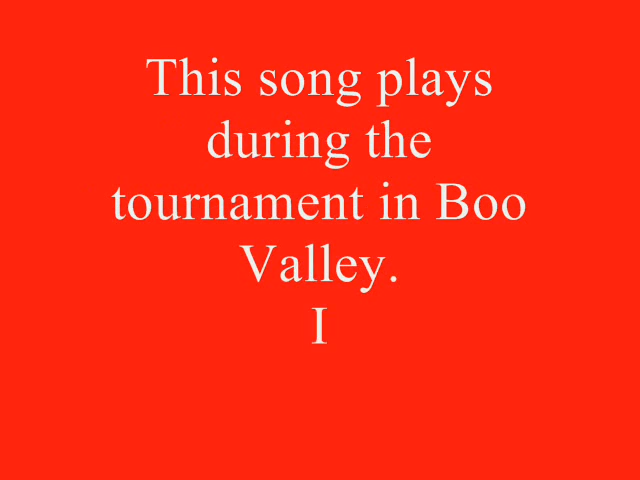 This song plays
during the
tournament in Boo
Valley.
I